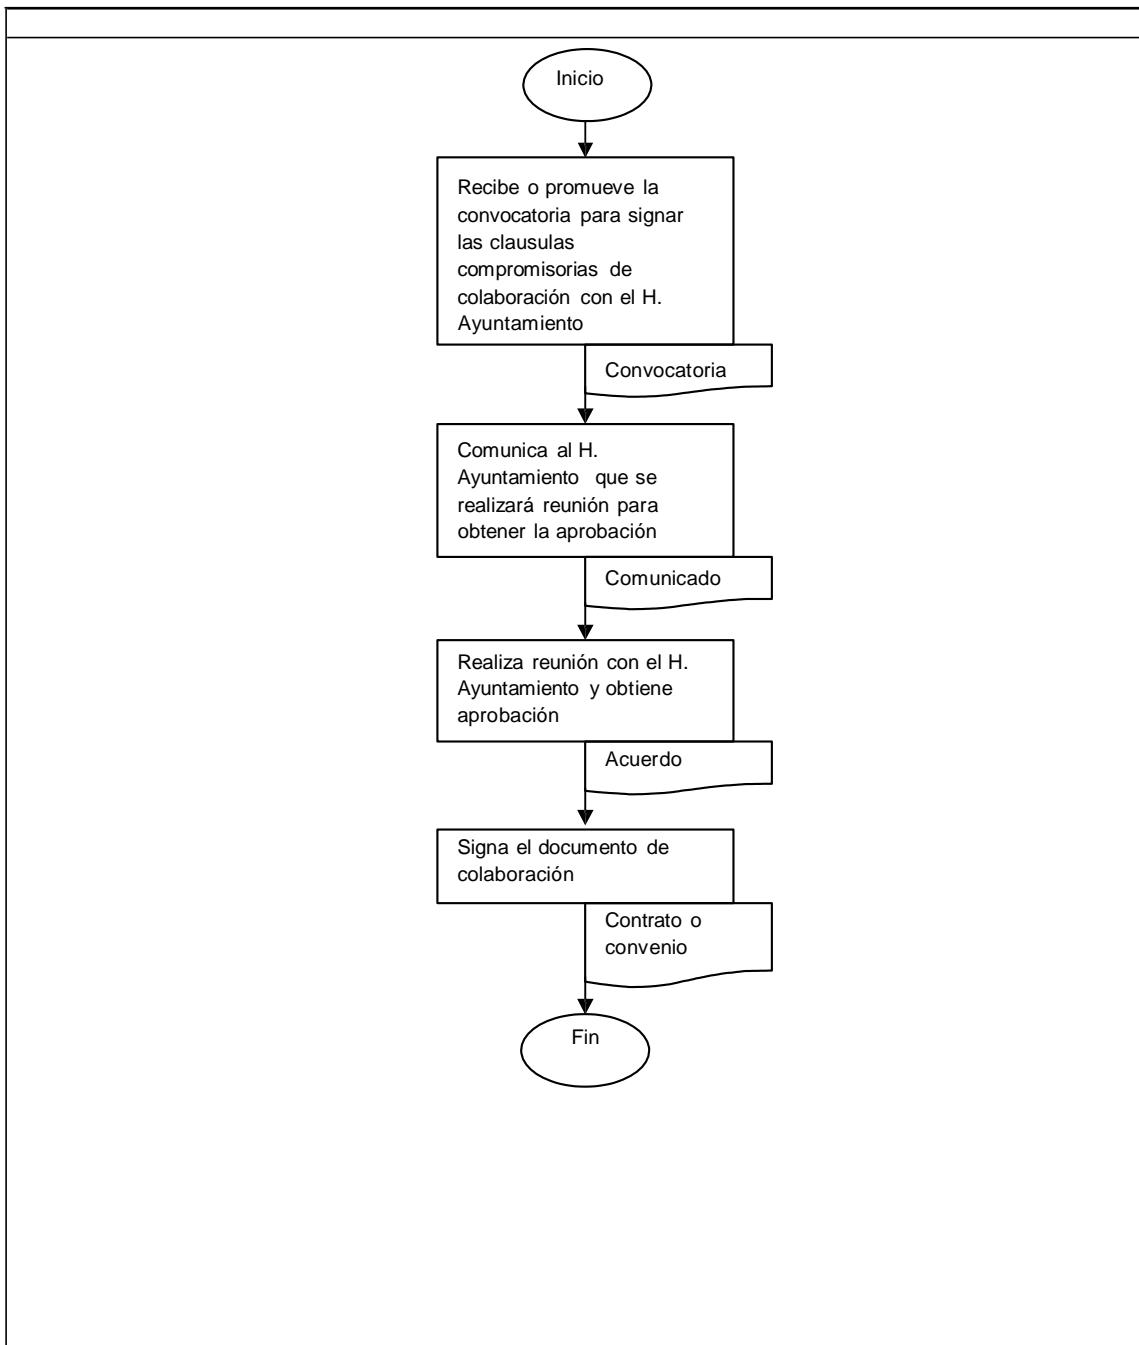 Inicio
Recibe o promueve la
convocatoria para signar
las clausulas
compromisorias de
colaboración con el H.
Ayuntamiento
Convocatoria
Comunica al H.
Ayuntamiento que se
realizará reunión para
obtener la aprobación
Comunicado
Realiza reunión con el H.
Ayuntamiento y obtiene
aprobación
Acuerdo
Signa el documento de
colaboración
Contrato o
convenio
Fin